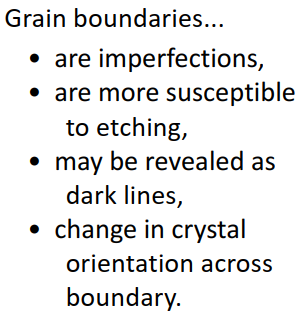 Grain boundaries...
• are imperfections,
• are more susceptible
to etching,
• may be revealed as
dark lines,
• change in crystal
orientation across
boundary.